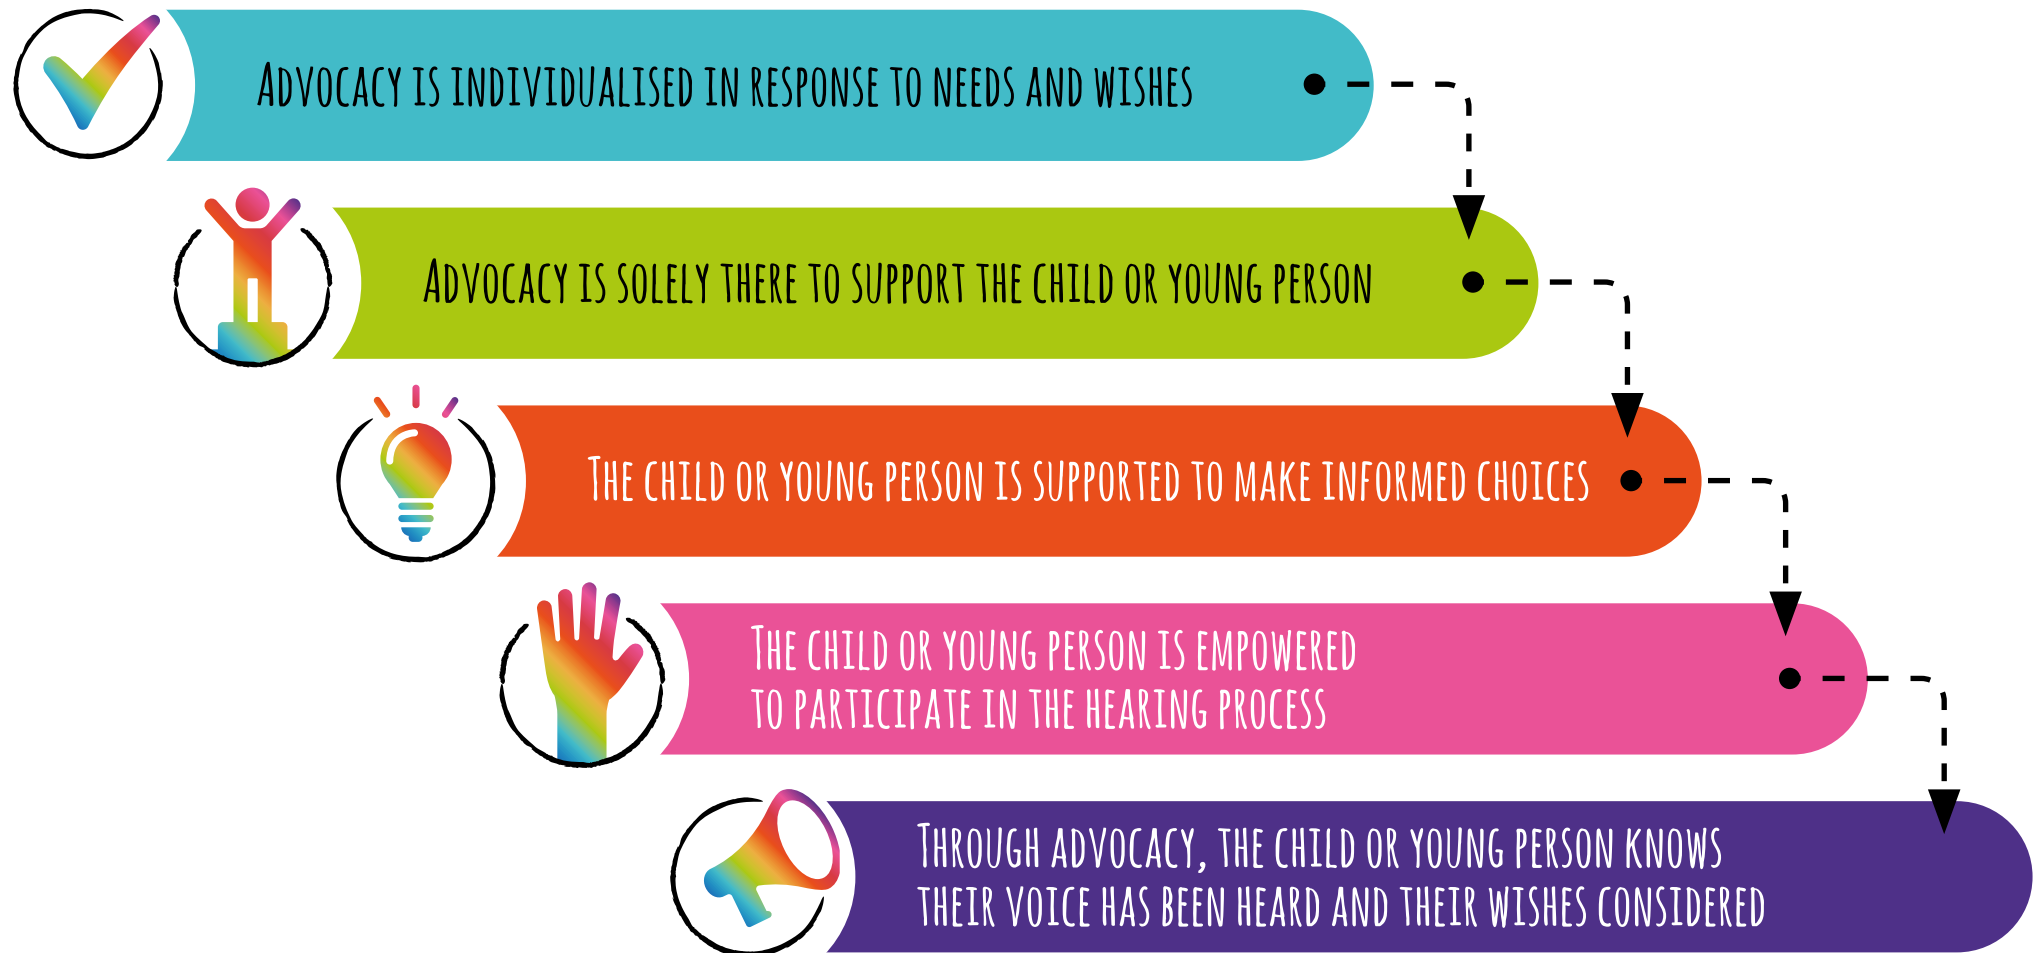 Advocacy is individualised in response to needs and wishes
Advocacy is solely there to support the child or young person
The child or young person is supported to make informed choices
The child or young person is empowered
to participate in the hearing process
Through advocacy, the child or young person knows
their voice has been heard and their wishes considered